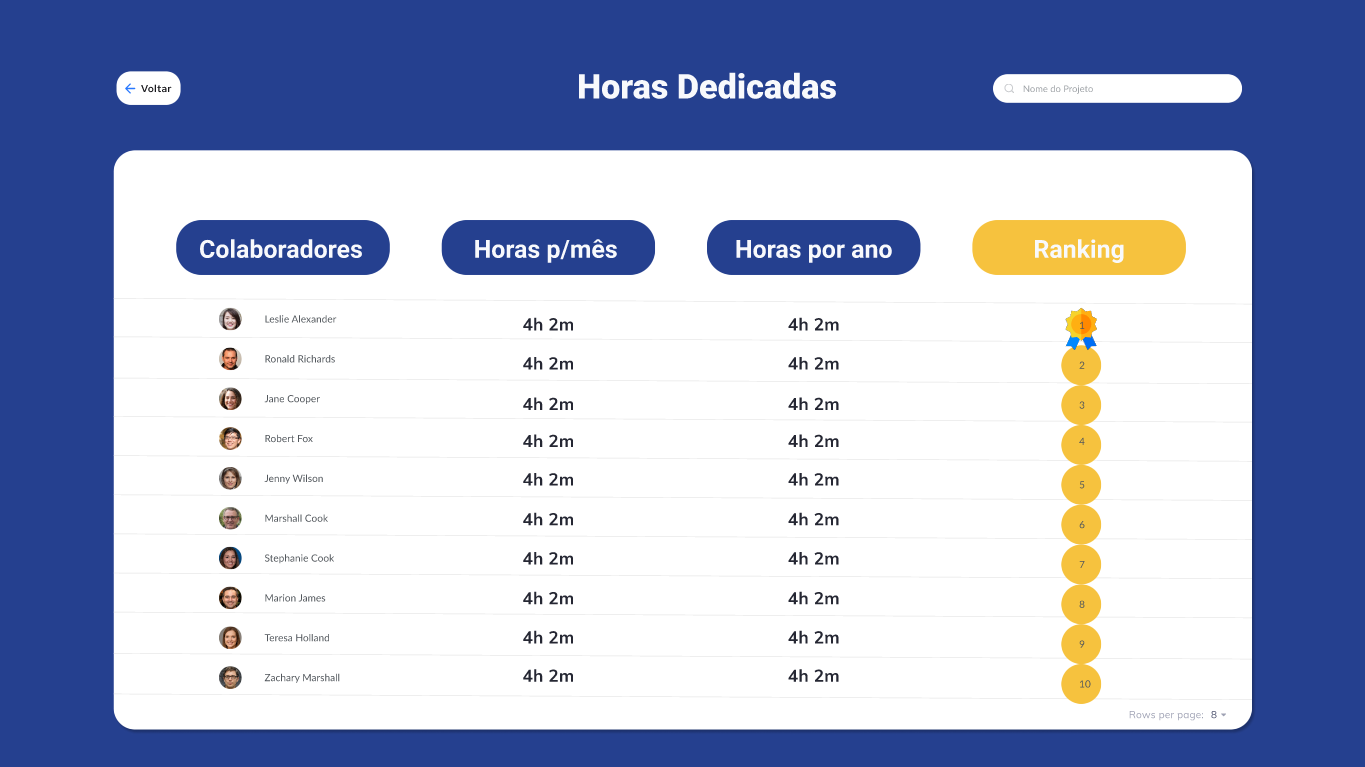 Voltar
Horas Dedicadas
Nome do Projeto
Colaboradores Horas p/mês Horas por ano Ranking
Leslie Alexander 4h 2m 4h 2m 1
Ronald Richards 4h 2m 4h 2m 2
Jane Cooper 4h 2m 4h 2m 3
Robert Fox 4h 2m 4h 2m 4
Jenny Wilson 4h 2m 4h 2m 5
Marshall Cook 4h 2m 4h 2m 6
Stephanie Cook 4h 2m 4h 2m 7
Marion James 4h 2m 4h 2m 8
Teresa Holland 4h 2m 4h 2m 9
Zachary Marshall 4h 2m 4h 2m 10
Rows per page: 8